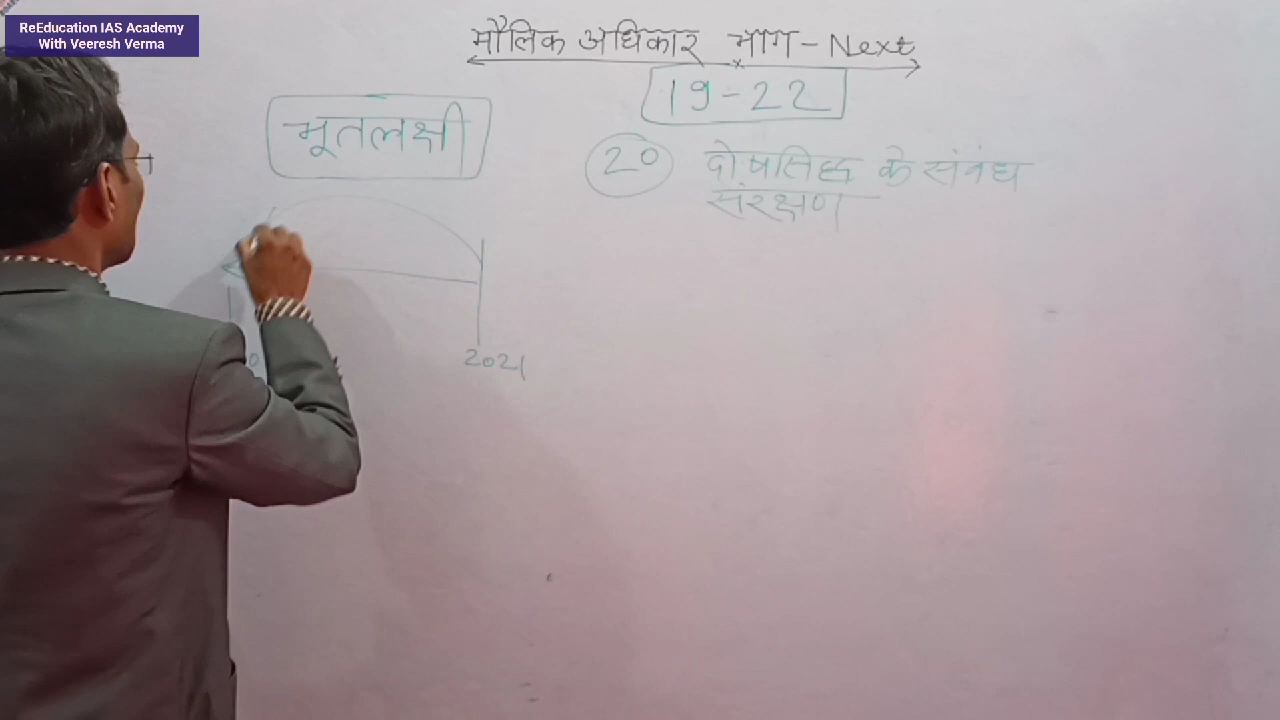 ReEducation IAS Academy
With Veeresh Verma
मौलिक अधिकार भाग - Next
19-22
भूतलक्षी
20 दोषसिद्ध के संबंध
संरक्षण
2021